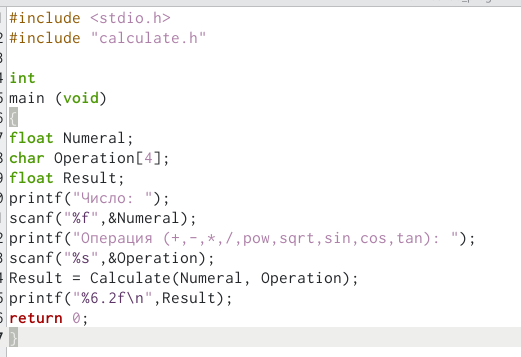 #include <stdio.h>
#include "calculate.h"
int
main (void)
{
float Numeral;
char Operation[4];
float Result;
printf("Число: ");
scanf("%f",&Numeral);
printf("Операция (+,-,*,/,pow,sqrt,sin,cos,tan): ");
scanf("%s",&Operation);
Result = Calculate(Numeral, Operation);
printf("%6.2f\n",Result);
return 0;
}